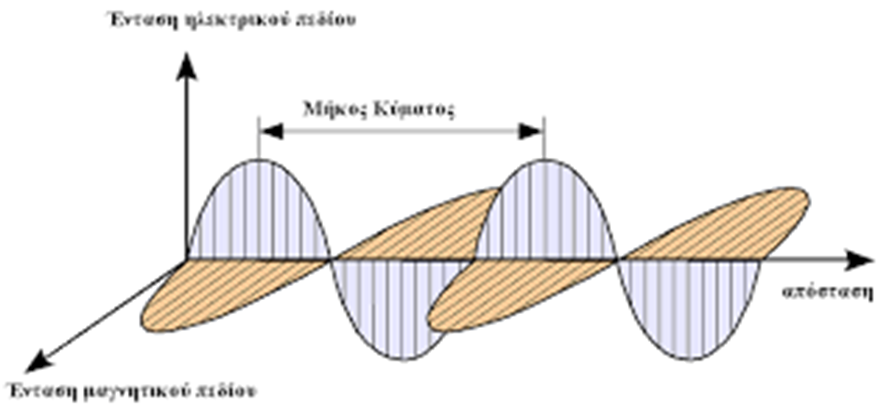 Ένταση ηλεκτρικού πεδίου
Μήκος Κύματος
απόσταση
Ένταση μαγνητικού πεδίου